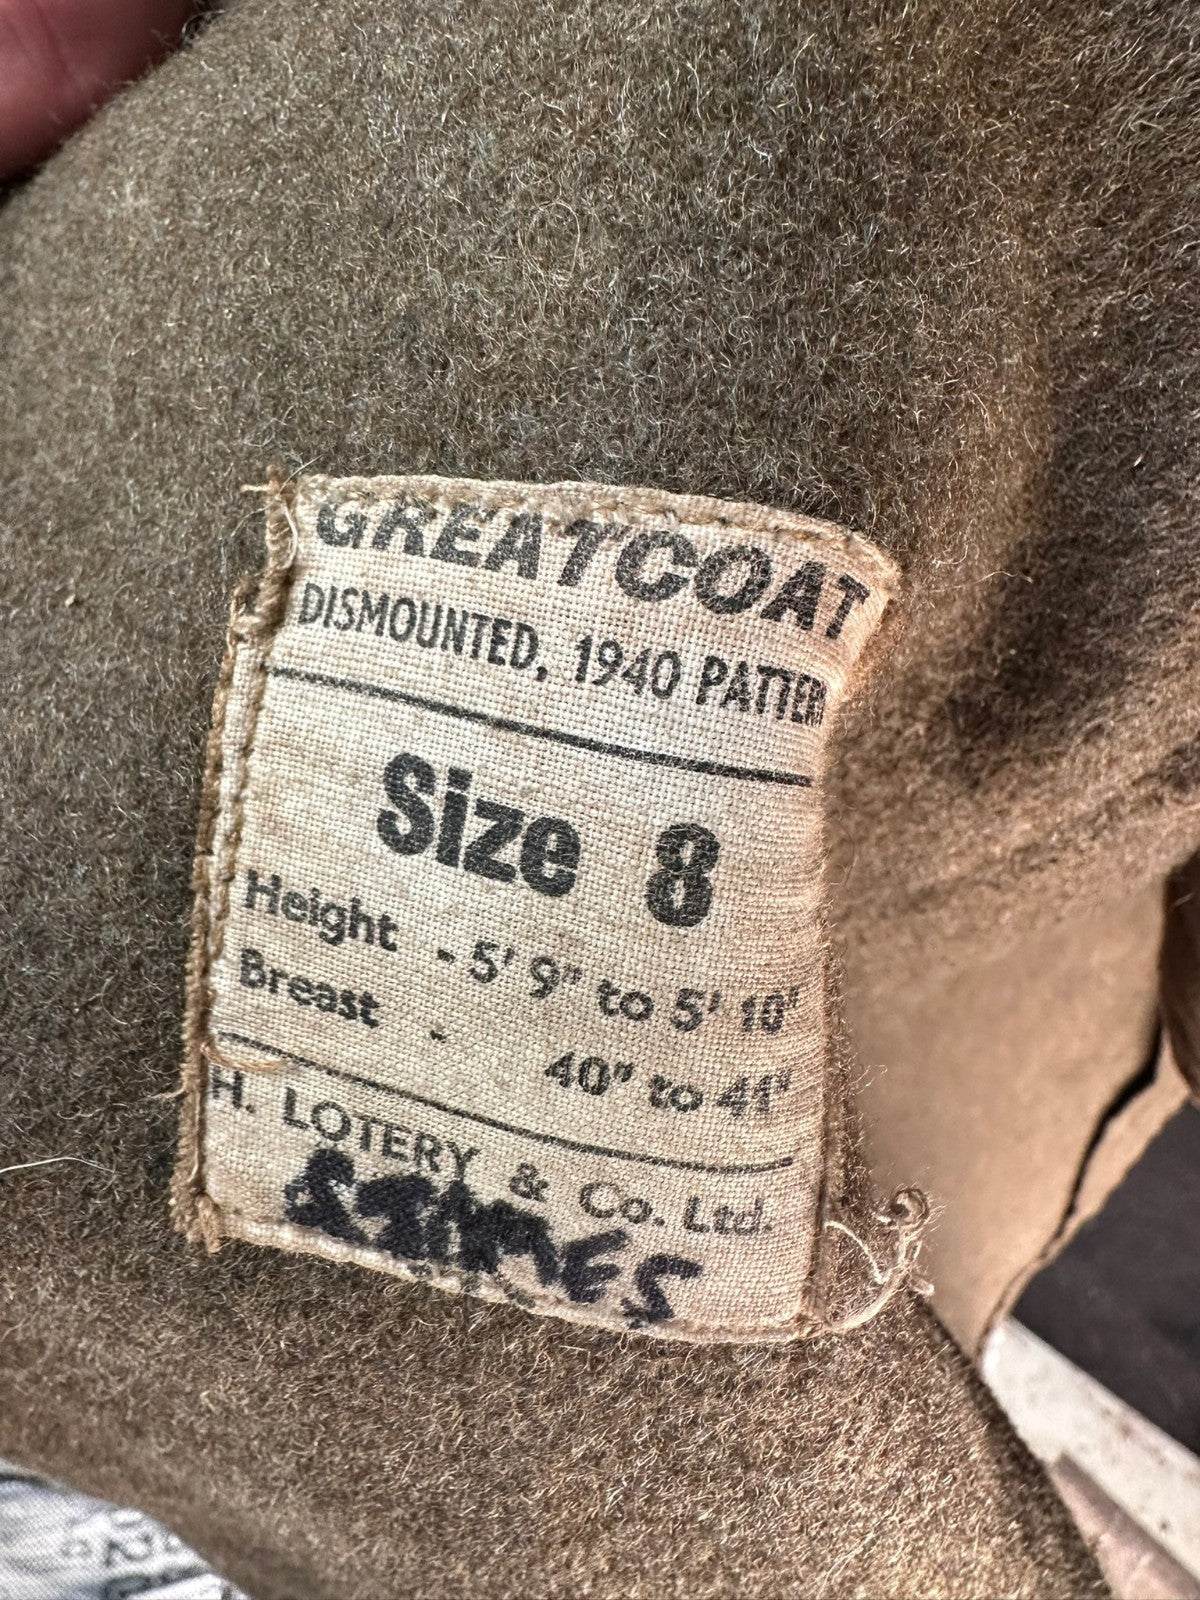 GREATCOAT
DISMOUNTED, 1940 PATTERN
Size 8
Height - 5' 9" to 5' 10"
Breast - 40" to 41"
H. LOTERY & Co. Ltd.